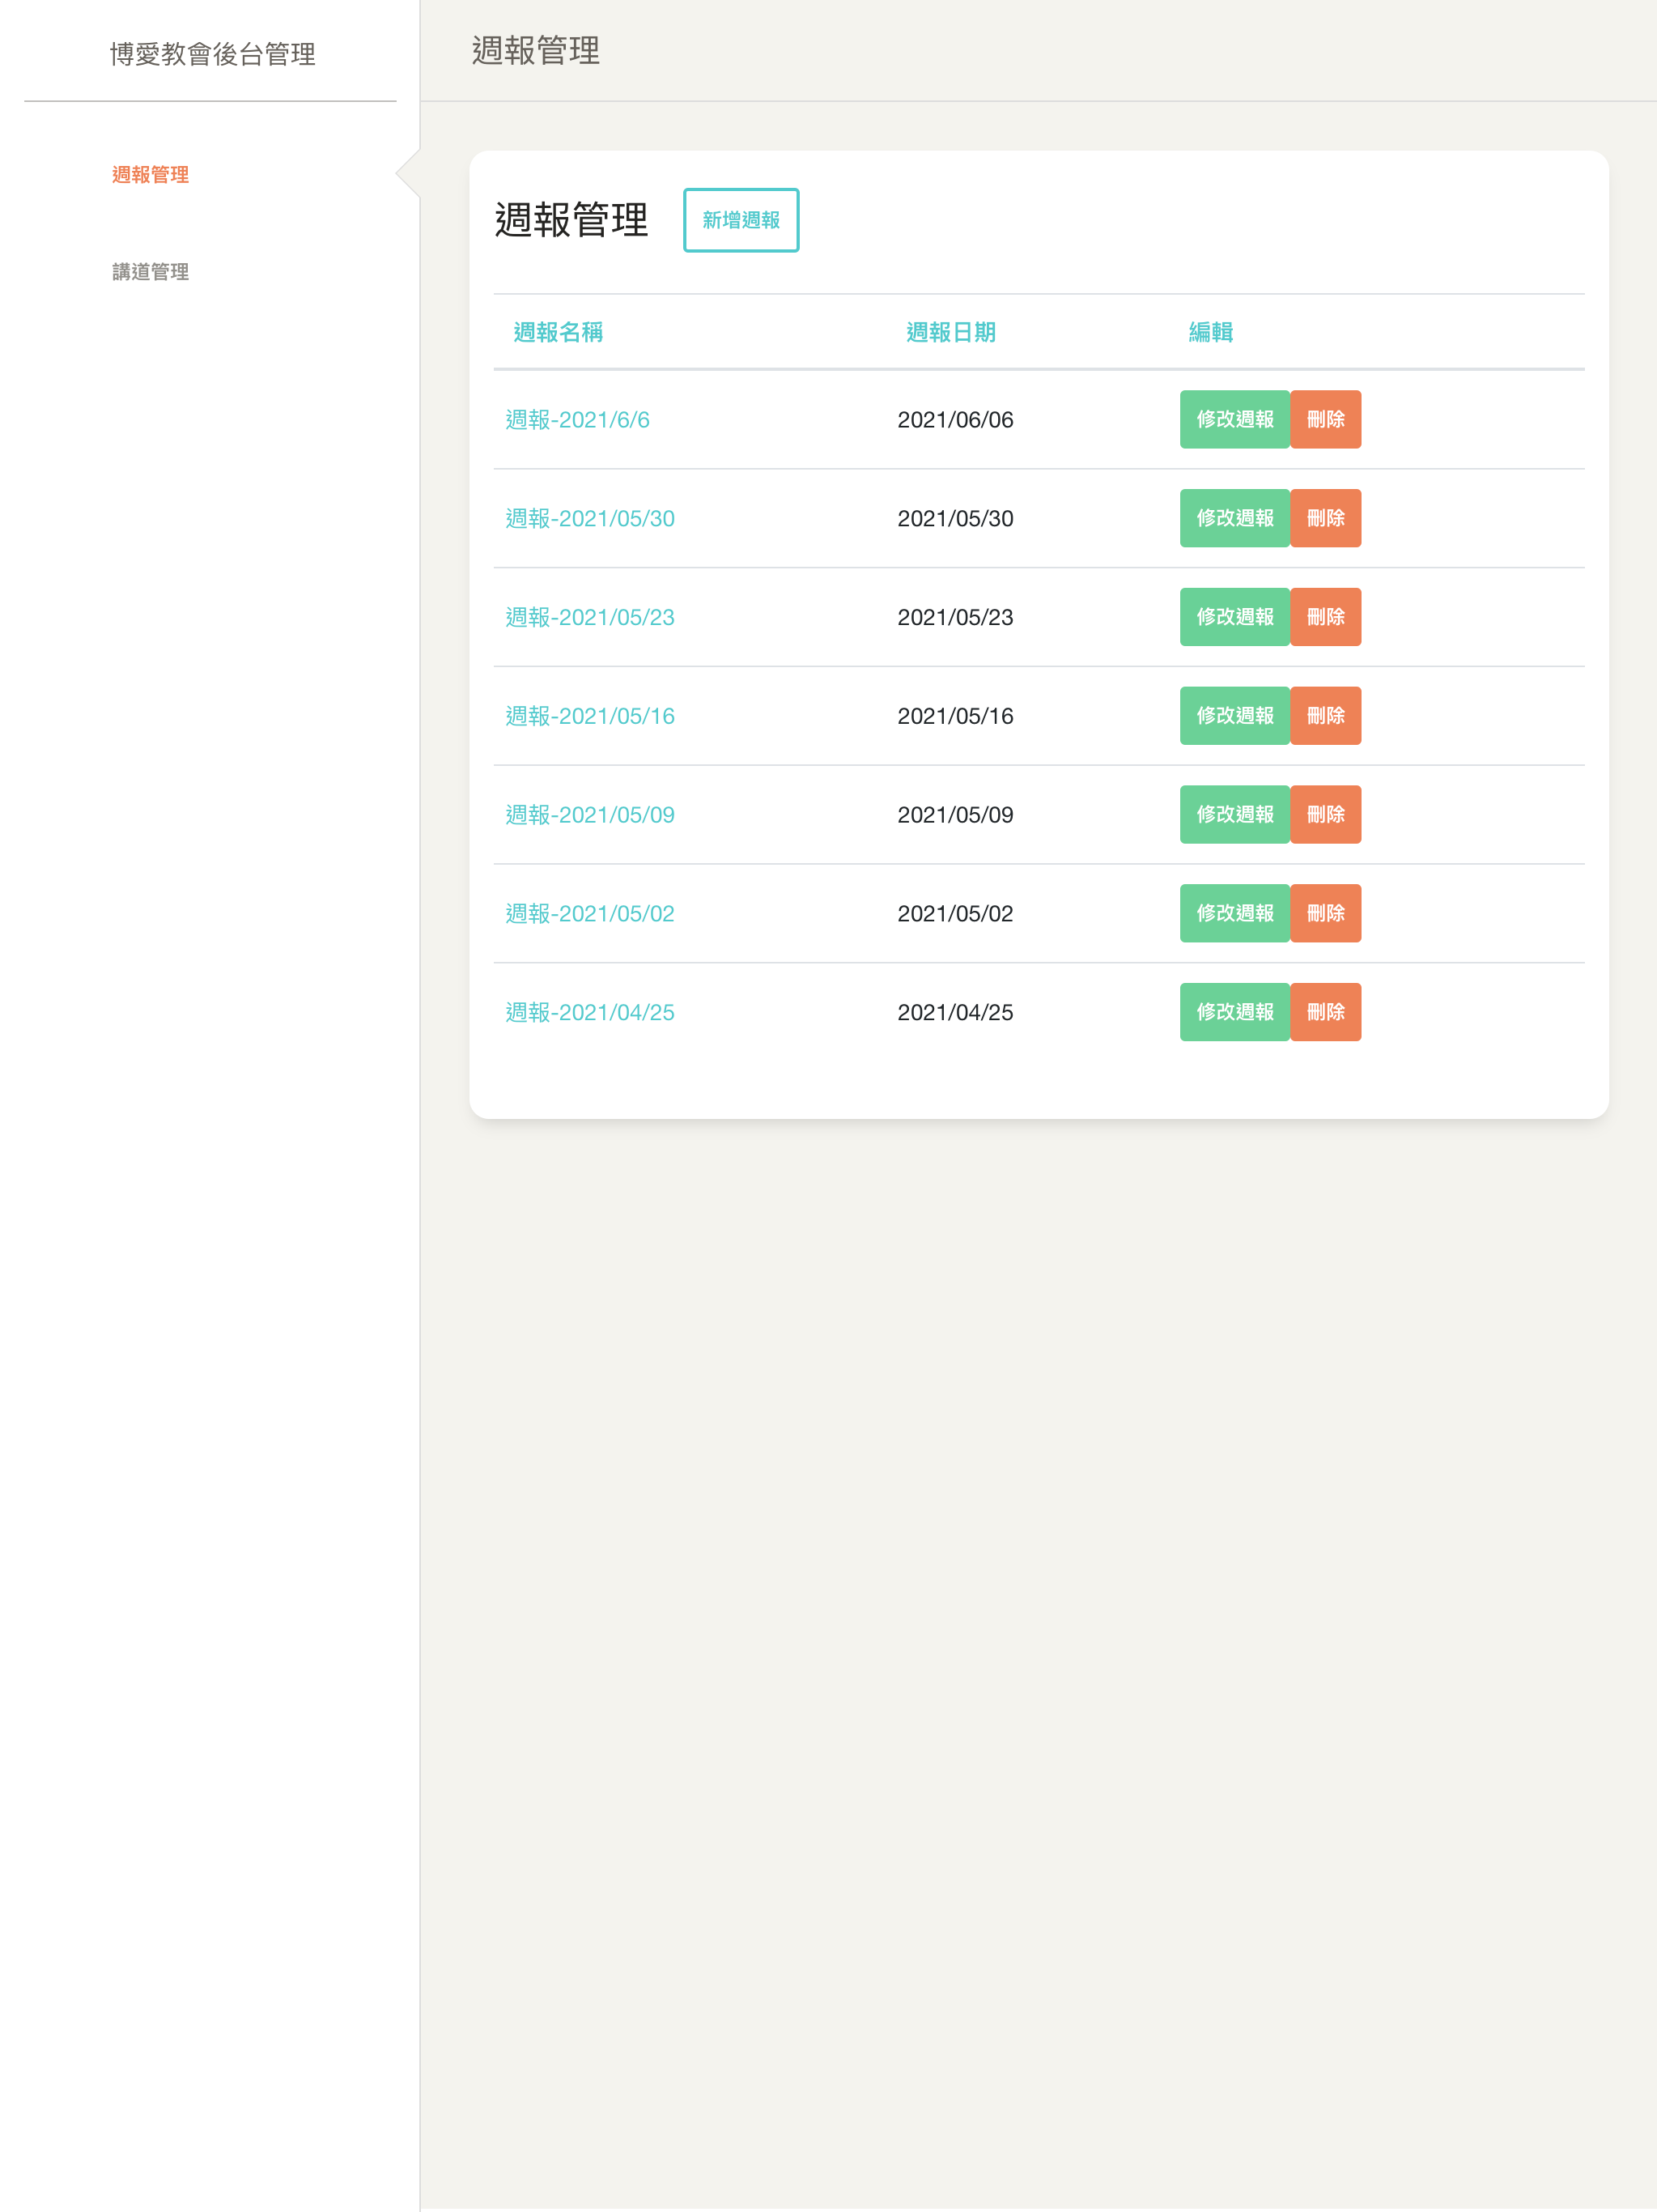 博愛教會後台管理
週報管理
講道管理
週報管理
週報管理 新增週報
週報名稱 週報日期 編輯
週報-2021/6/6 2021/06/06 修改週報 刪除
週報-2021/05/30 2021/05/30 修改週報 刪除
週報-2021/05/23 2021/05/23 修改週報 刪除
週報-2021/05/16 2021/05/16 修改週報 刪除
週報-2021/05/09 2021/05/09 修改週報 刪除
週報-2021/05/02 2021/05/02 修改週報 刪除
週報-2021/04/25 2021/04/25 修改週報 刪除